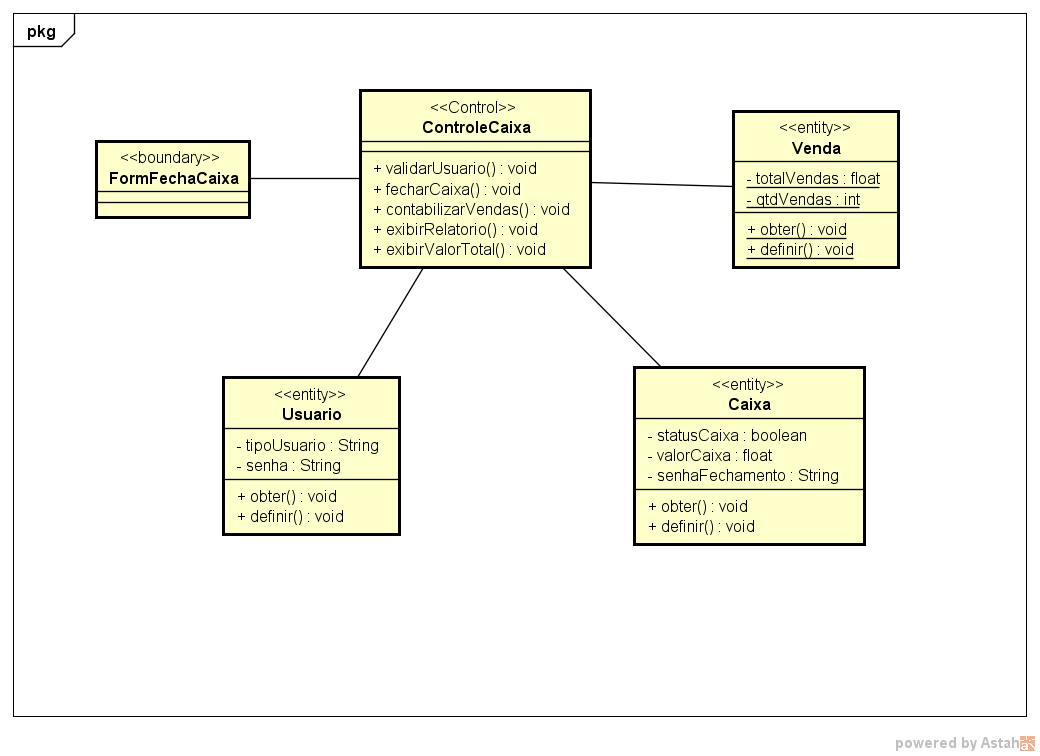 pkg
<<boundary>>
FormFechaCaixa
<<Control>>
ControleCaixa
+ validarUsuario() : void
+ fecharCaixa() : void
+ contabilizarVendas() : void
+ exibirRelatorio() : void
+ exibirValorTotal() : void
<<entity>>
Venda
- totalVendas : float
- qtdVendas : int
+ obter() : void
+ definir() : void
<<entity>>
Usuario
- tipoUsuario : String
- senha : String
+ obter() : void
+ definir() : void
<<entity>>
Caixa
- statusCaixa : boolean
- valorCaixa : float
- senhaFechamento : String
+ obter() : void
+ definir() : void
powered by Astah